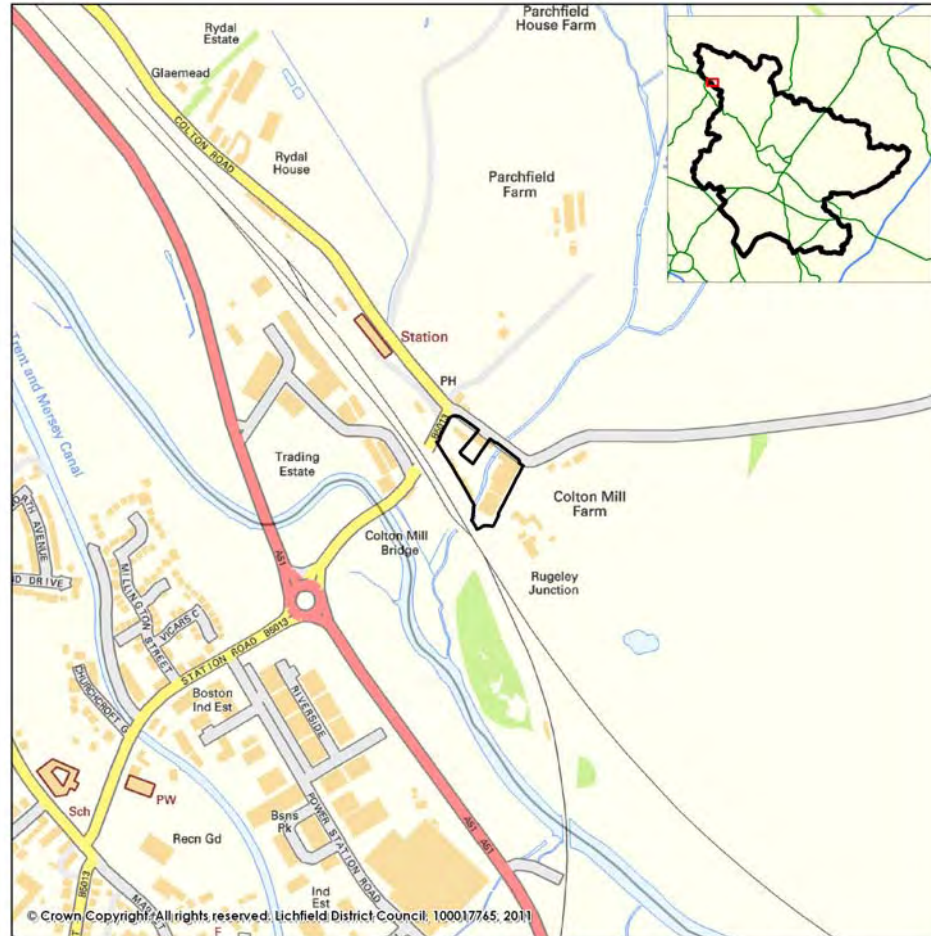 Parchfield
House Farm
Rydal
Estate
Glaemead
COLTON ROAD
Rydal
House
Parchfield
Farm
Station
PH
B5013
Trent and Mersey Canal
Trading
Estate
Colton Mill
Farm
Colton Mill
Bridge
Rugeley
Junction
A51
AVENUE
DRIVE
MILLINGTON
STREET
VICARS C
STATION ROAD B5013
CHURCHCROFT G
Boston
Ind Est
RIVERSIDE
POWER STATION ROAD
Sch
PW
Bsns
Pk
Recn Gd
A51 A51
Ind
Est
B5013
© Crown Copyright. All rights reserved. Lichfield District Council, 100017765, 2011